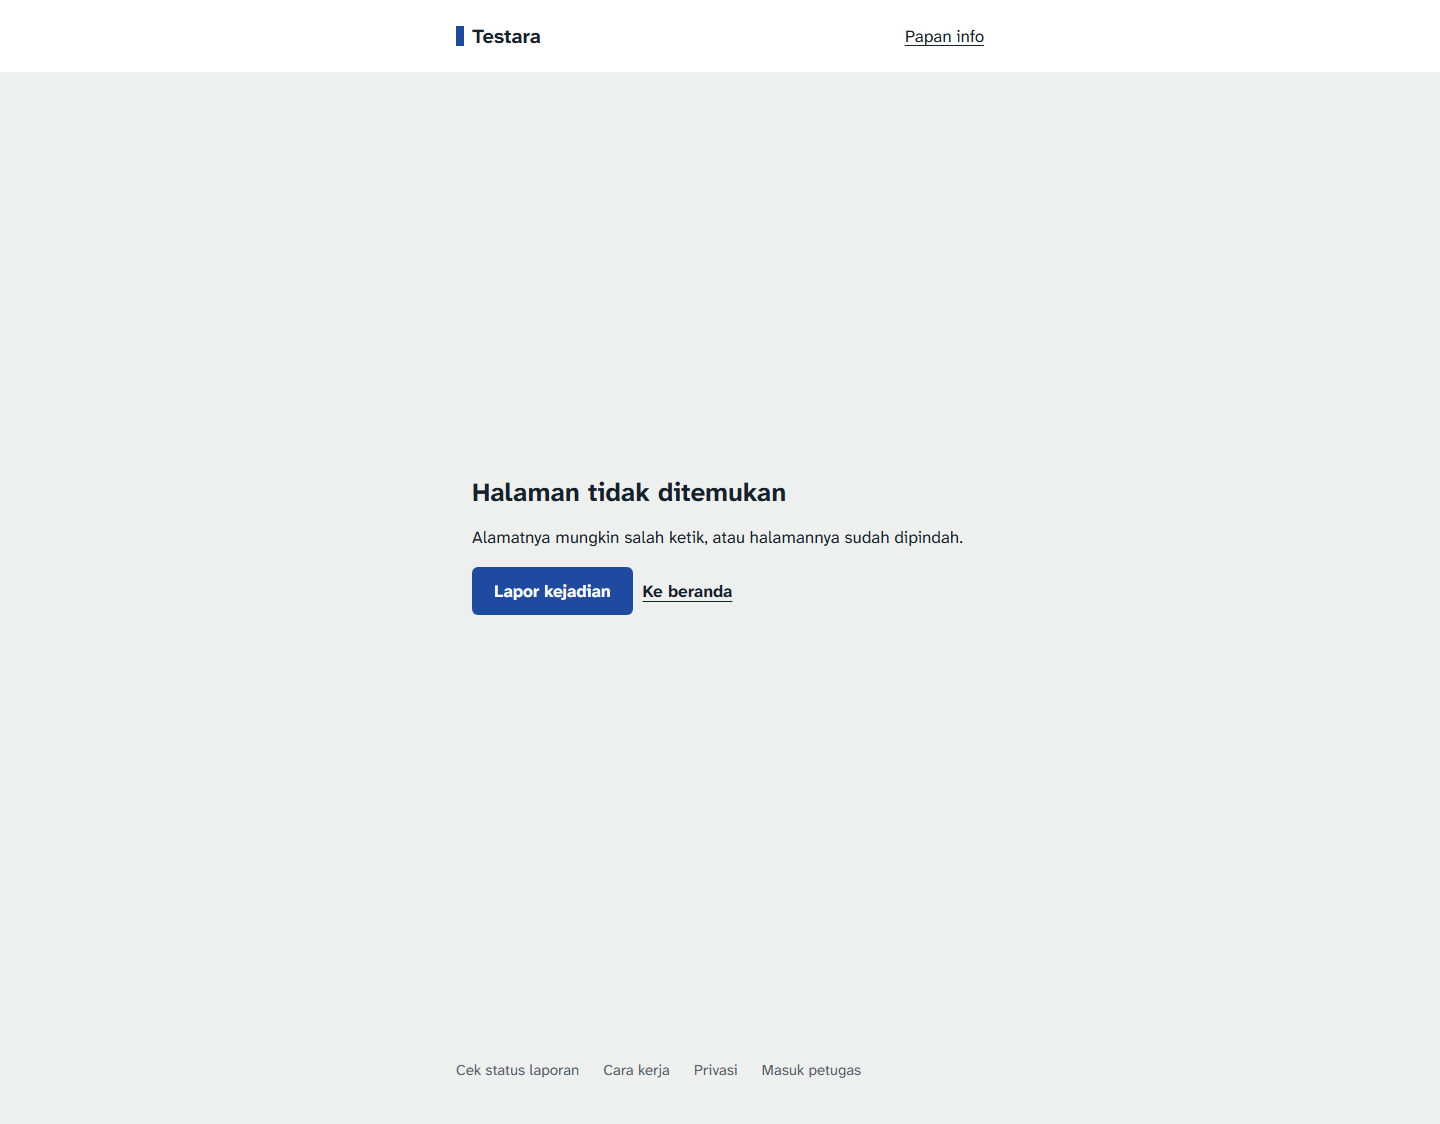 Testara
Papan info
Halaman tidak ditemukan
Alamatnya mungkin salah ketik, atau halamannya sudah dipindah.
Lapor kejadian
Ke beranda
Cek status laporan
Cara kerja
Privasi
Masuk petugas